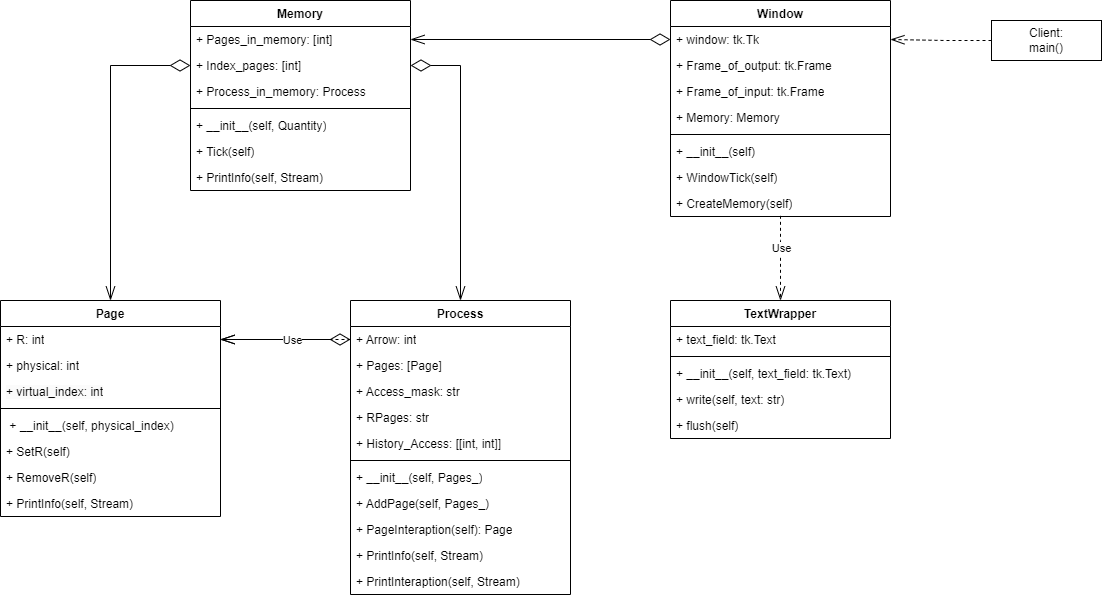 Memory
+ Pages_in_memory: [int]
+ Index_pages: [int]
+ Process_in_memory: Process
+ __init__(self, Quantity)
+ Tick(self)
+ PrintInfo(self, Stream)
Window
+ window: tk.Tk
+ Frame_of_output: tk.Frame
+ Frame_of_input: tk.Frame
+ Memory: Memory
+ __init__(self)
+ WindowTick(self)
+ CreateMemory(self)
Client:
main()
Use
Page
+ R: int
+ physical: int
+ virtual_index: int
+ __init__(self, physical_index)
+ SetR(self)
+ RemoveR(self)
+ PrintInfo(self, Stream)
Use
Process
+ Arrow: int
+ Pages: [Page]
+ Access_mask: str
+ RPages: str
+ History_Access: [[int, int]]
+ __init__(self, Pages_)
+ AddPage(self, Pages_)
+ PageInteraption(self): Page
+ PrintInfo(self, Stream)
+ PrintInteraption(self, Stream)
TextWrapper
+ text_field: tk.Text
+ __init__(self, text_field: tk.Text)
+ write(self, text: str)
+ flush(self)